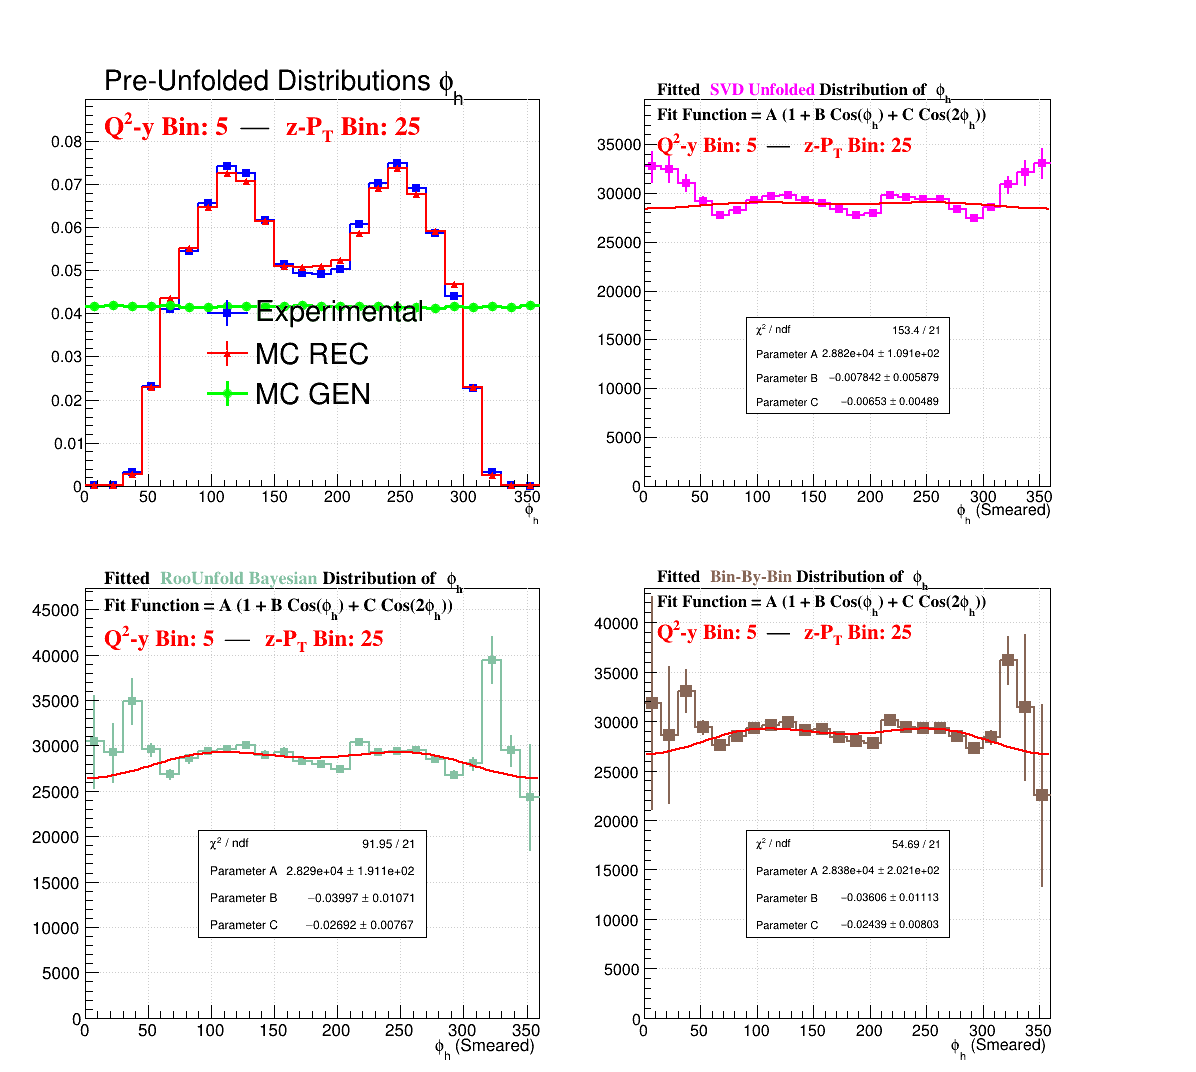 Pre-Unfolded Distributions ϕh
Q²-y Bin: 5 — z-PT Bin: 25
0.08
0.07
0.06
0.05
0.04
0.03
0.02
0.01
0
Experimental
MC REC
MC GEN
0 50 100 150 200 250 300 350
ϕh
Fitted SVD Unfolded Distribution of ϕh
Fit Function = A (1 + B Cos(ϕh) + C Cos(2ϕh))
Q²-y Bin: 5 — z-PT Bin: 25
35000
30000
25000
20000
15000
10000
5000
0
χ² / ndf 153.4 / 21
Parameter A 2.882e+04 ± 1.091e+02
Parameter B −0.007842 ± 0.005879
Parameter C −0.00653 ± 0.00489
0 50 100 150 200 250 300 350
ϕh (Smeared)
Fitted RooUnfold Bayesian Distribution of ϕh
Fit Function = A (1 + B Cos(ϕh) + C Cos(2ϕh))
Q²-y Bin: 5 — z-PT Bin: 25
45000
40000
35000
30000
25000
20000
15000
10000
5000
0
χ² / ndf 91.95 / 21
Parameter A 2.829e+04 ± 1.911e+02
Parameter B −0.03997 ± 0.01071
Parameter C −0.02692 ± 0.00767
0 50 100 150 200 250 300 350
ϕh (Smeared)
Fitted Bin-By-Bin Distribution of ϕh
Fit Function = A (1 + B Cos(ϕh) + C Cos(2ϕh))
Q²-y Bin: 5 — z-PT Bin: 25
40000
35000
30000
25000
20000
15000
10000
5000
0
χ² / ndf 54.69 / 21
Parameter A 2.838e+04 ± 2.021e+02
Parameter B −0.03606 ± 0.01113
Parameter C −0.02439 ± 0.00803
0 50 100 150 200 250 300 350
ϕh (Smeared)